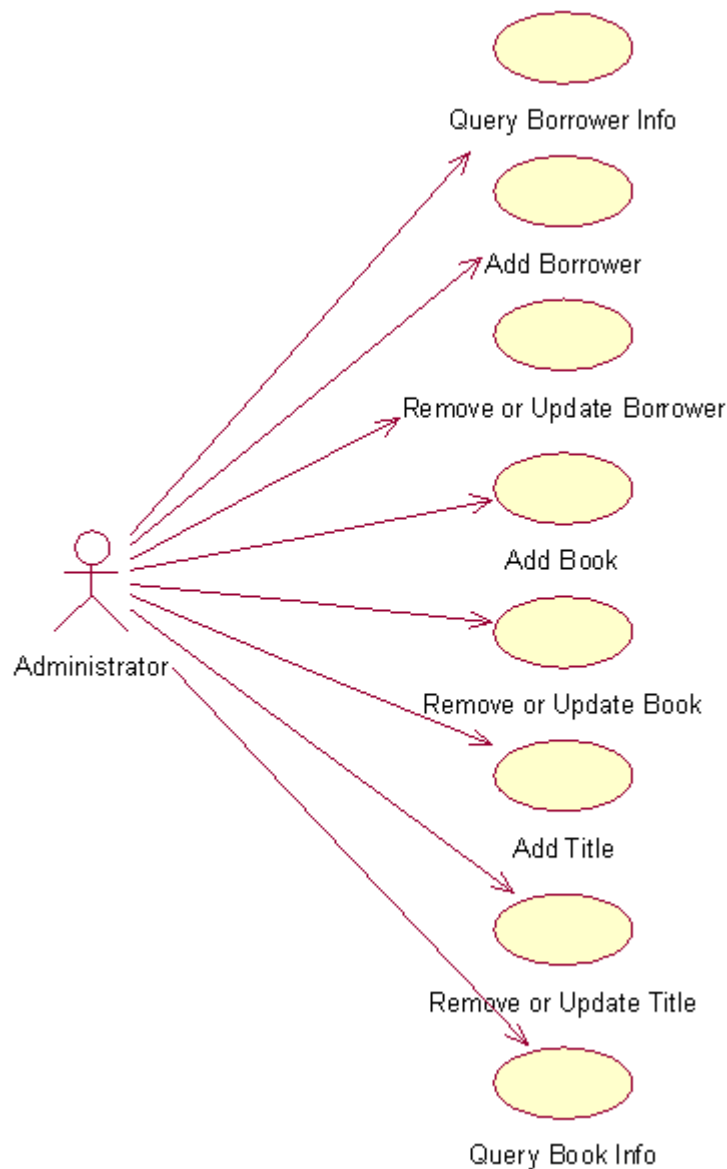 Query Borrower Info
Add Borrower
Remove or Update Borrower
Add Book
Administrator
Remove or Update Book
Add Title
Remove or Update Title
Query Book Info